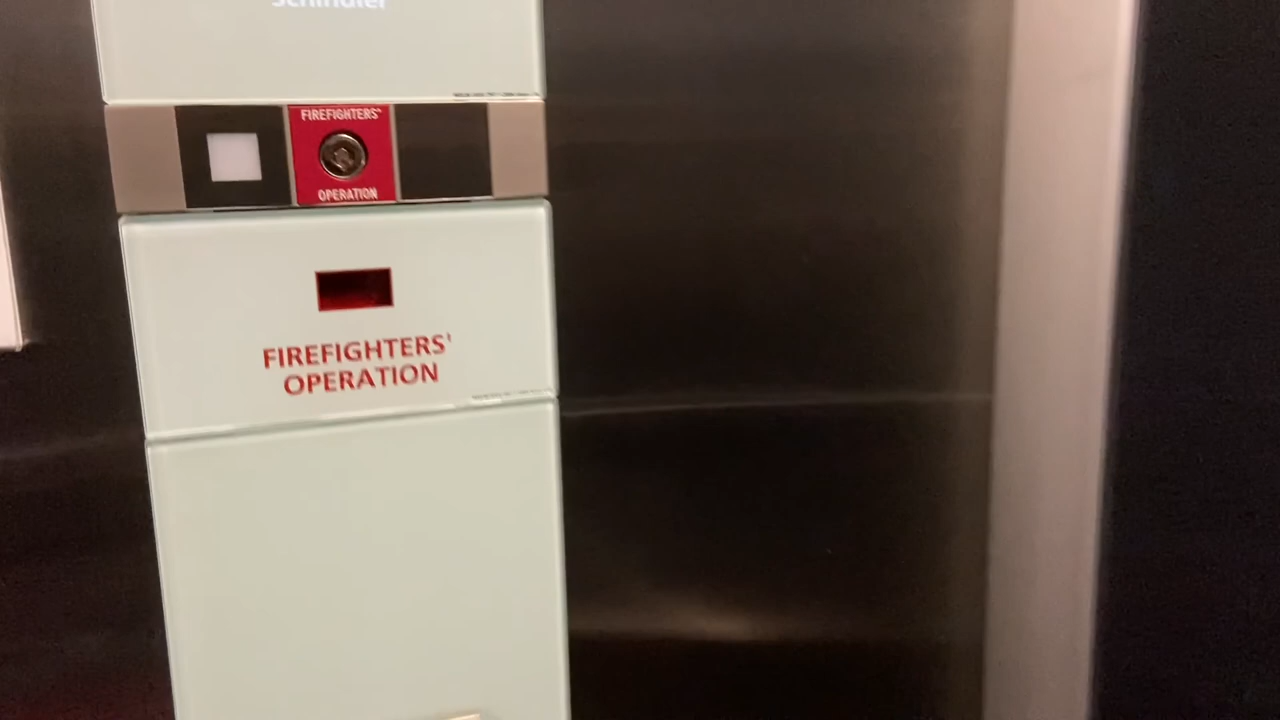 Schindler
FIREFIGHTERS'
OPERATION
FIREFIGHTERS'
OPERATION